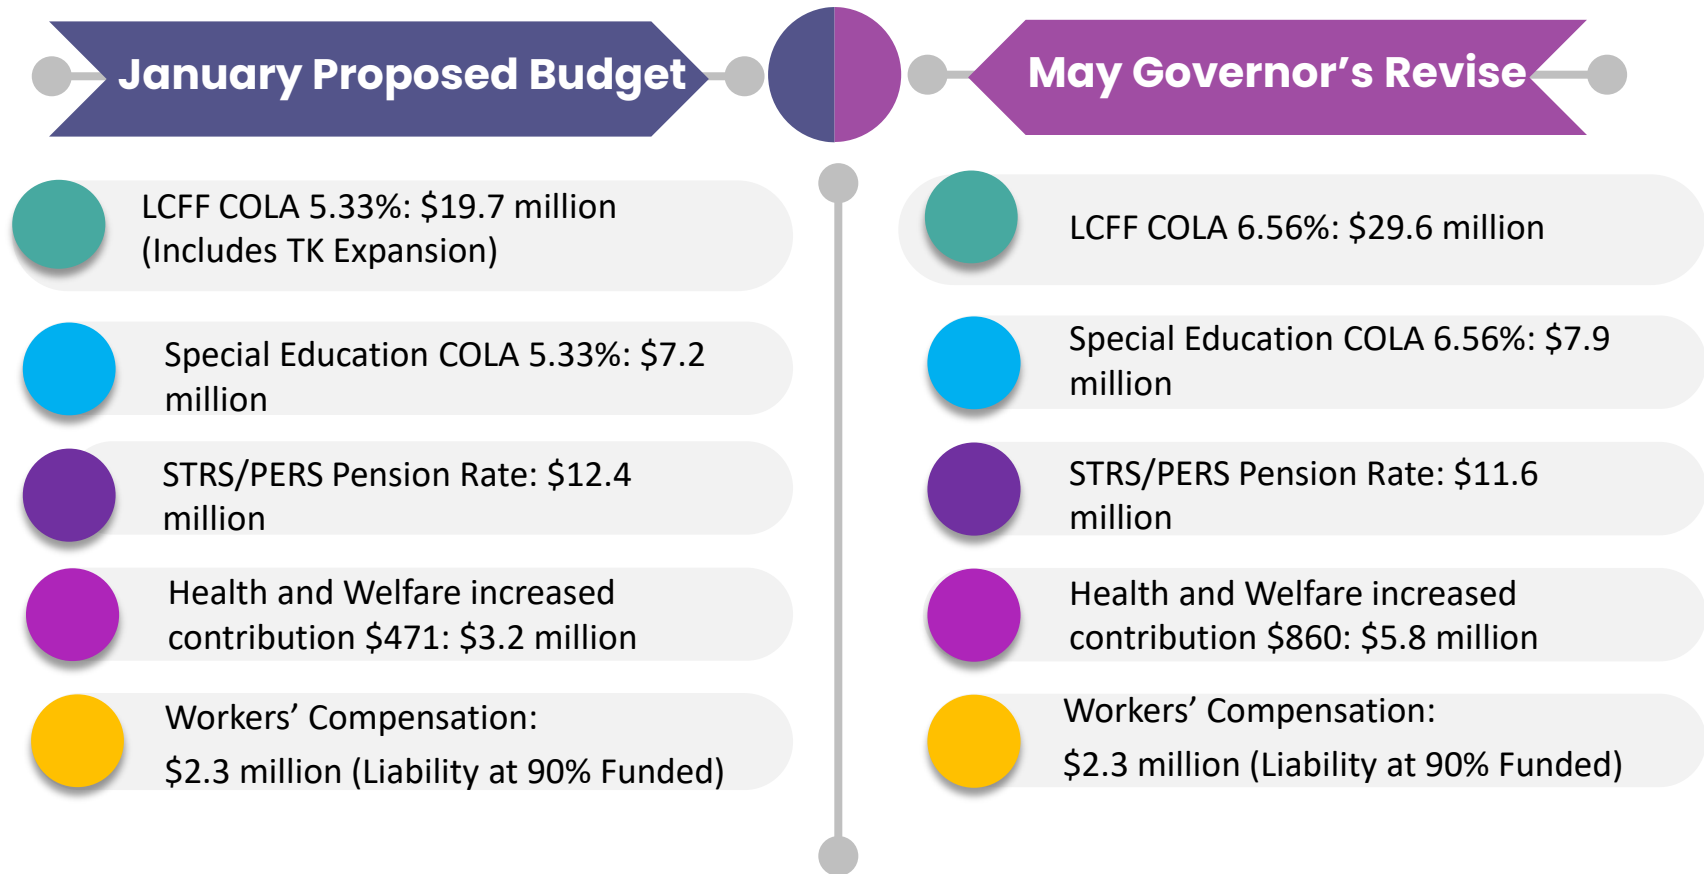 January Proposed Budget
May Governor’s Revise
LCFF COLA 5.33%: $19.7 million
(Includes TK Expansion)
Special Education COLA 5.33%: $7.2
million
STRS/PERS Pension Rate: $12.4
million
Health and Welfare increased
contribution $471: $3.2 million
Workers’ Compensation:
$2.3 million (Liability at 90% Funded)
LCFF COLA 6.56%: $29.6 million
Special Education COLA 6.56%: $7.9
million
STRS/PERS Pension Rate: $11.6
million
Health and Welfare increased
contribution $860: $5.8 million
Workers’ Compensation:
$2.3 million (Liability at 90% Funded)